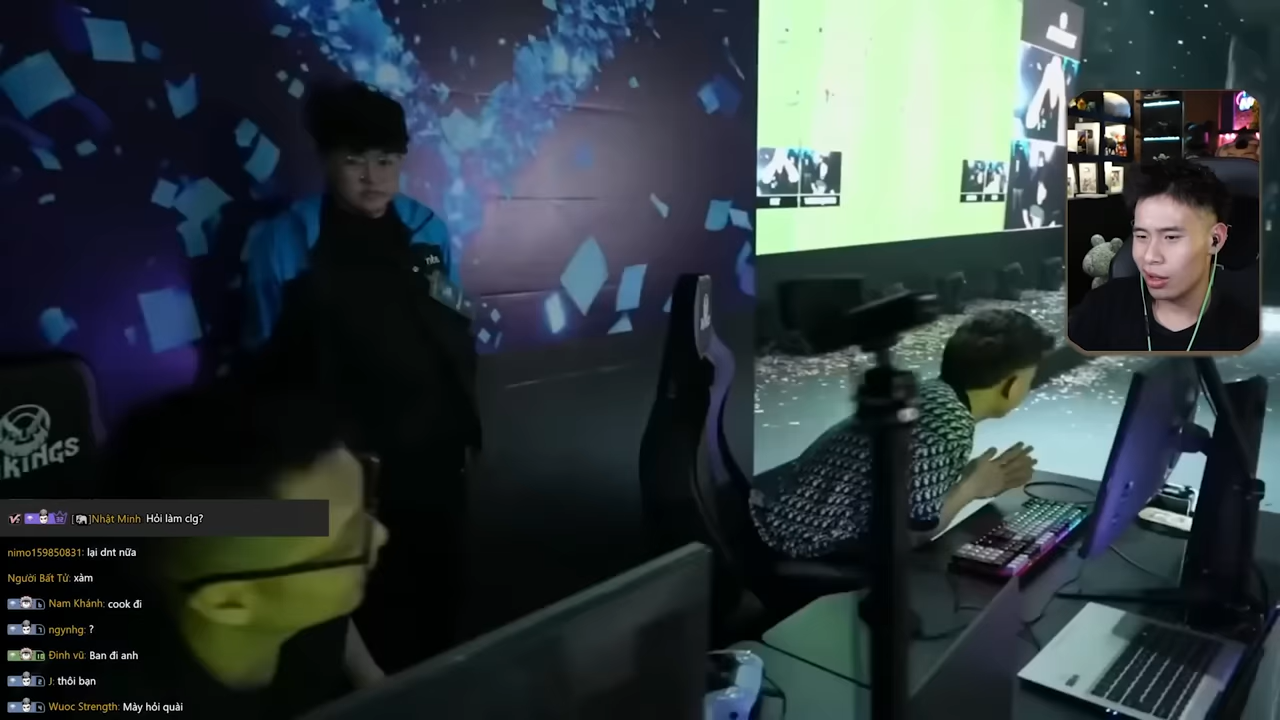 KINGS
[]Nhật Minh Hỏi làm clg?
nimo159850831: lại dnt nữa
Người Bất Tử: xàm
Nam Khánh: cook đi
ngynhg: ?
Đinh vũ: Ban đi anh
J: thôi bạn
Wuoc Strength: Mày hỏi quài